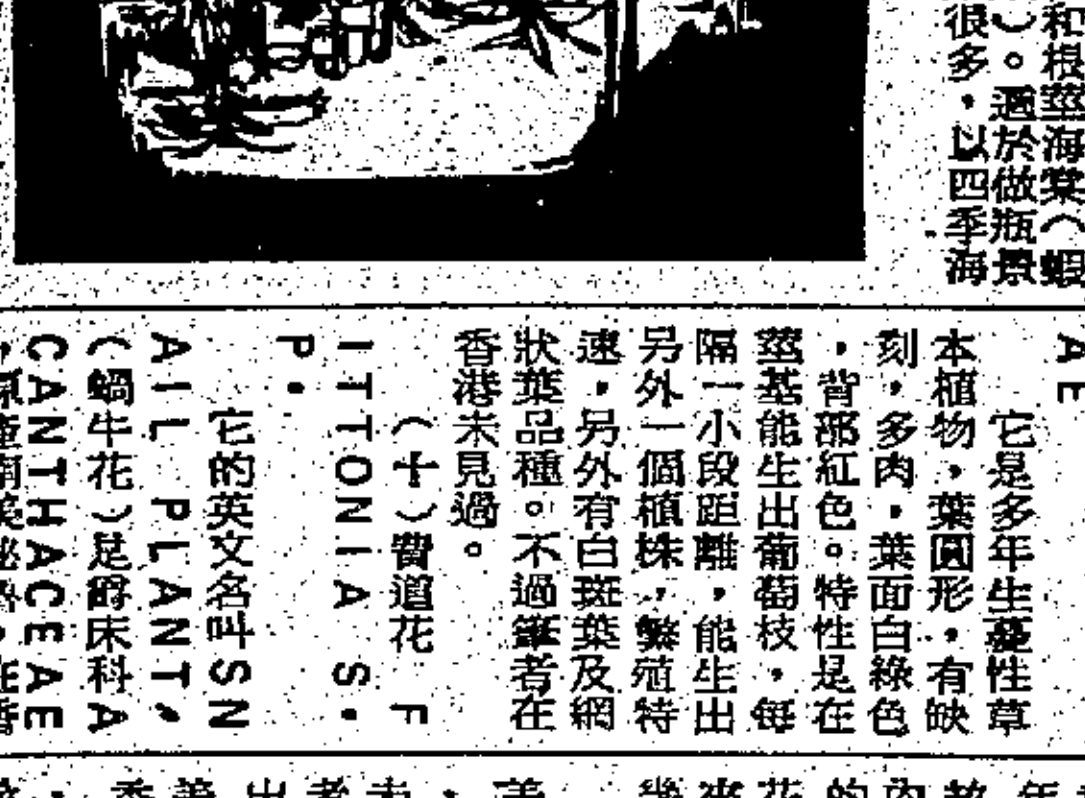 和根莖海棠(蝦
)。適於做瓶景
很多,以四季海
AE
它是多年生蔓性草
本植物,葉圓形,有缺
刻,多肉,葉面白綠色
,背部紅色。特性是在
莖基能生出葡萄枝,每
隔一小段距離,能生出
另外一個植株,繁殖特
速,另外有白斑葉及網
狀葉品種。不過筆者在
香港未見過。
(十)費道花 F
ITTONIA S.
P.
它的英文名叫SN
AIL PLANT,
(蝸牛花)是爵床科A
CANTHACEAE